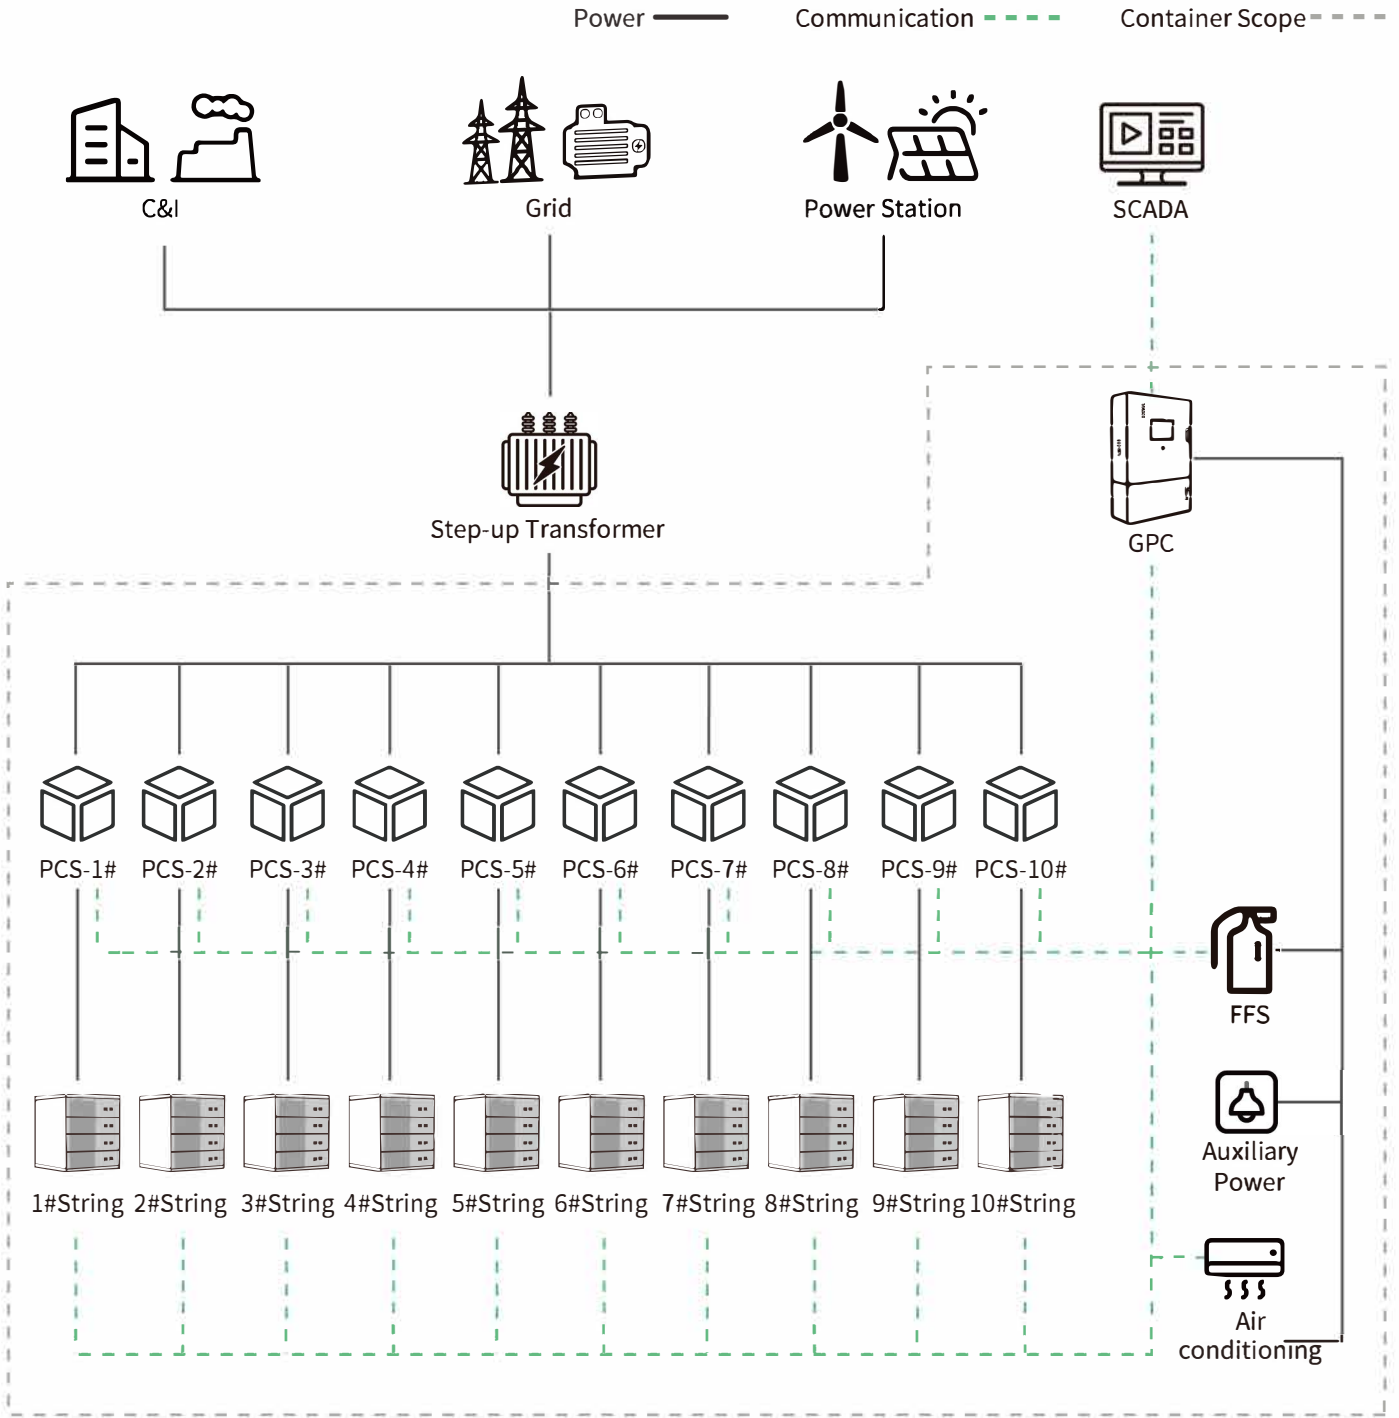 Power
Communication
Container Scope
C&I
Grid
Power Station
SCADA
Step-up Transformer
GPC
PCS-1#
PCS-2#
PCS-3#
PCS-4#
PCS-5#
PCS-6#
PCS-7#
PCS-8#
PCS-9#
PCS-10#
FFS
Auxiliary
Power
1#String
2#String
3#String
4#String
5#String
6#String
7#String
8#String
9#String
10#String
Air
conditioning